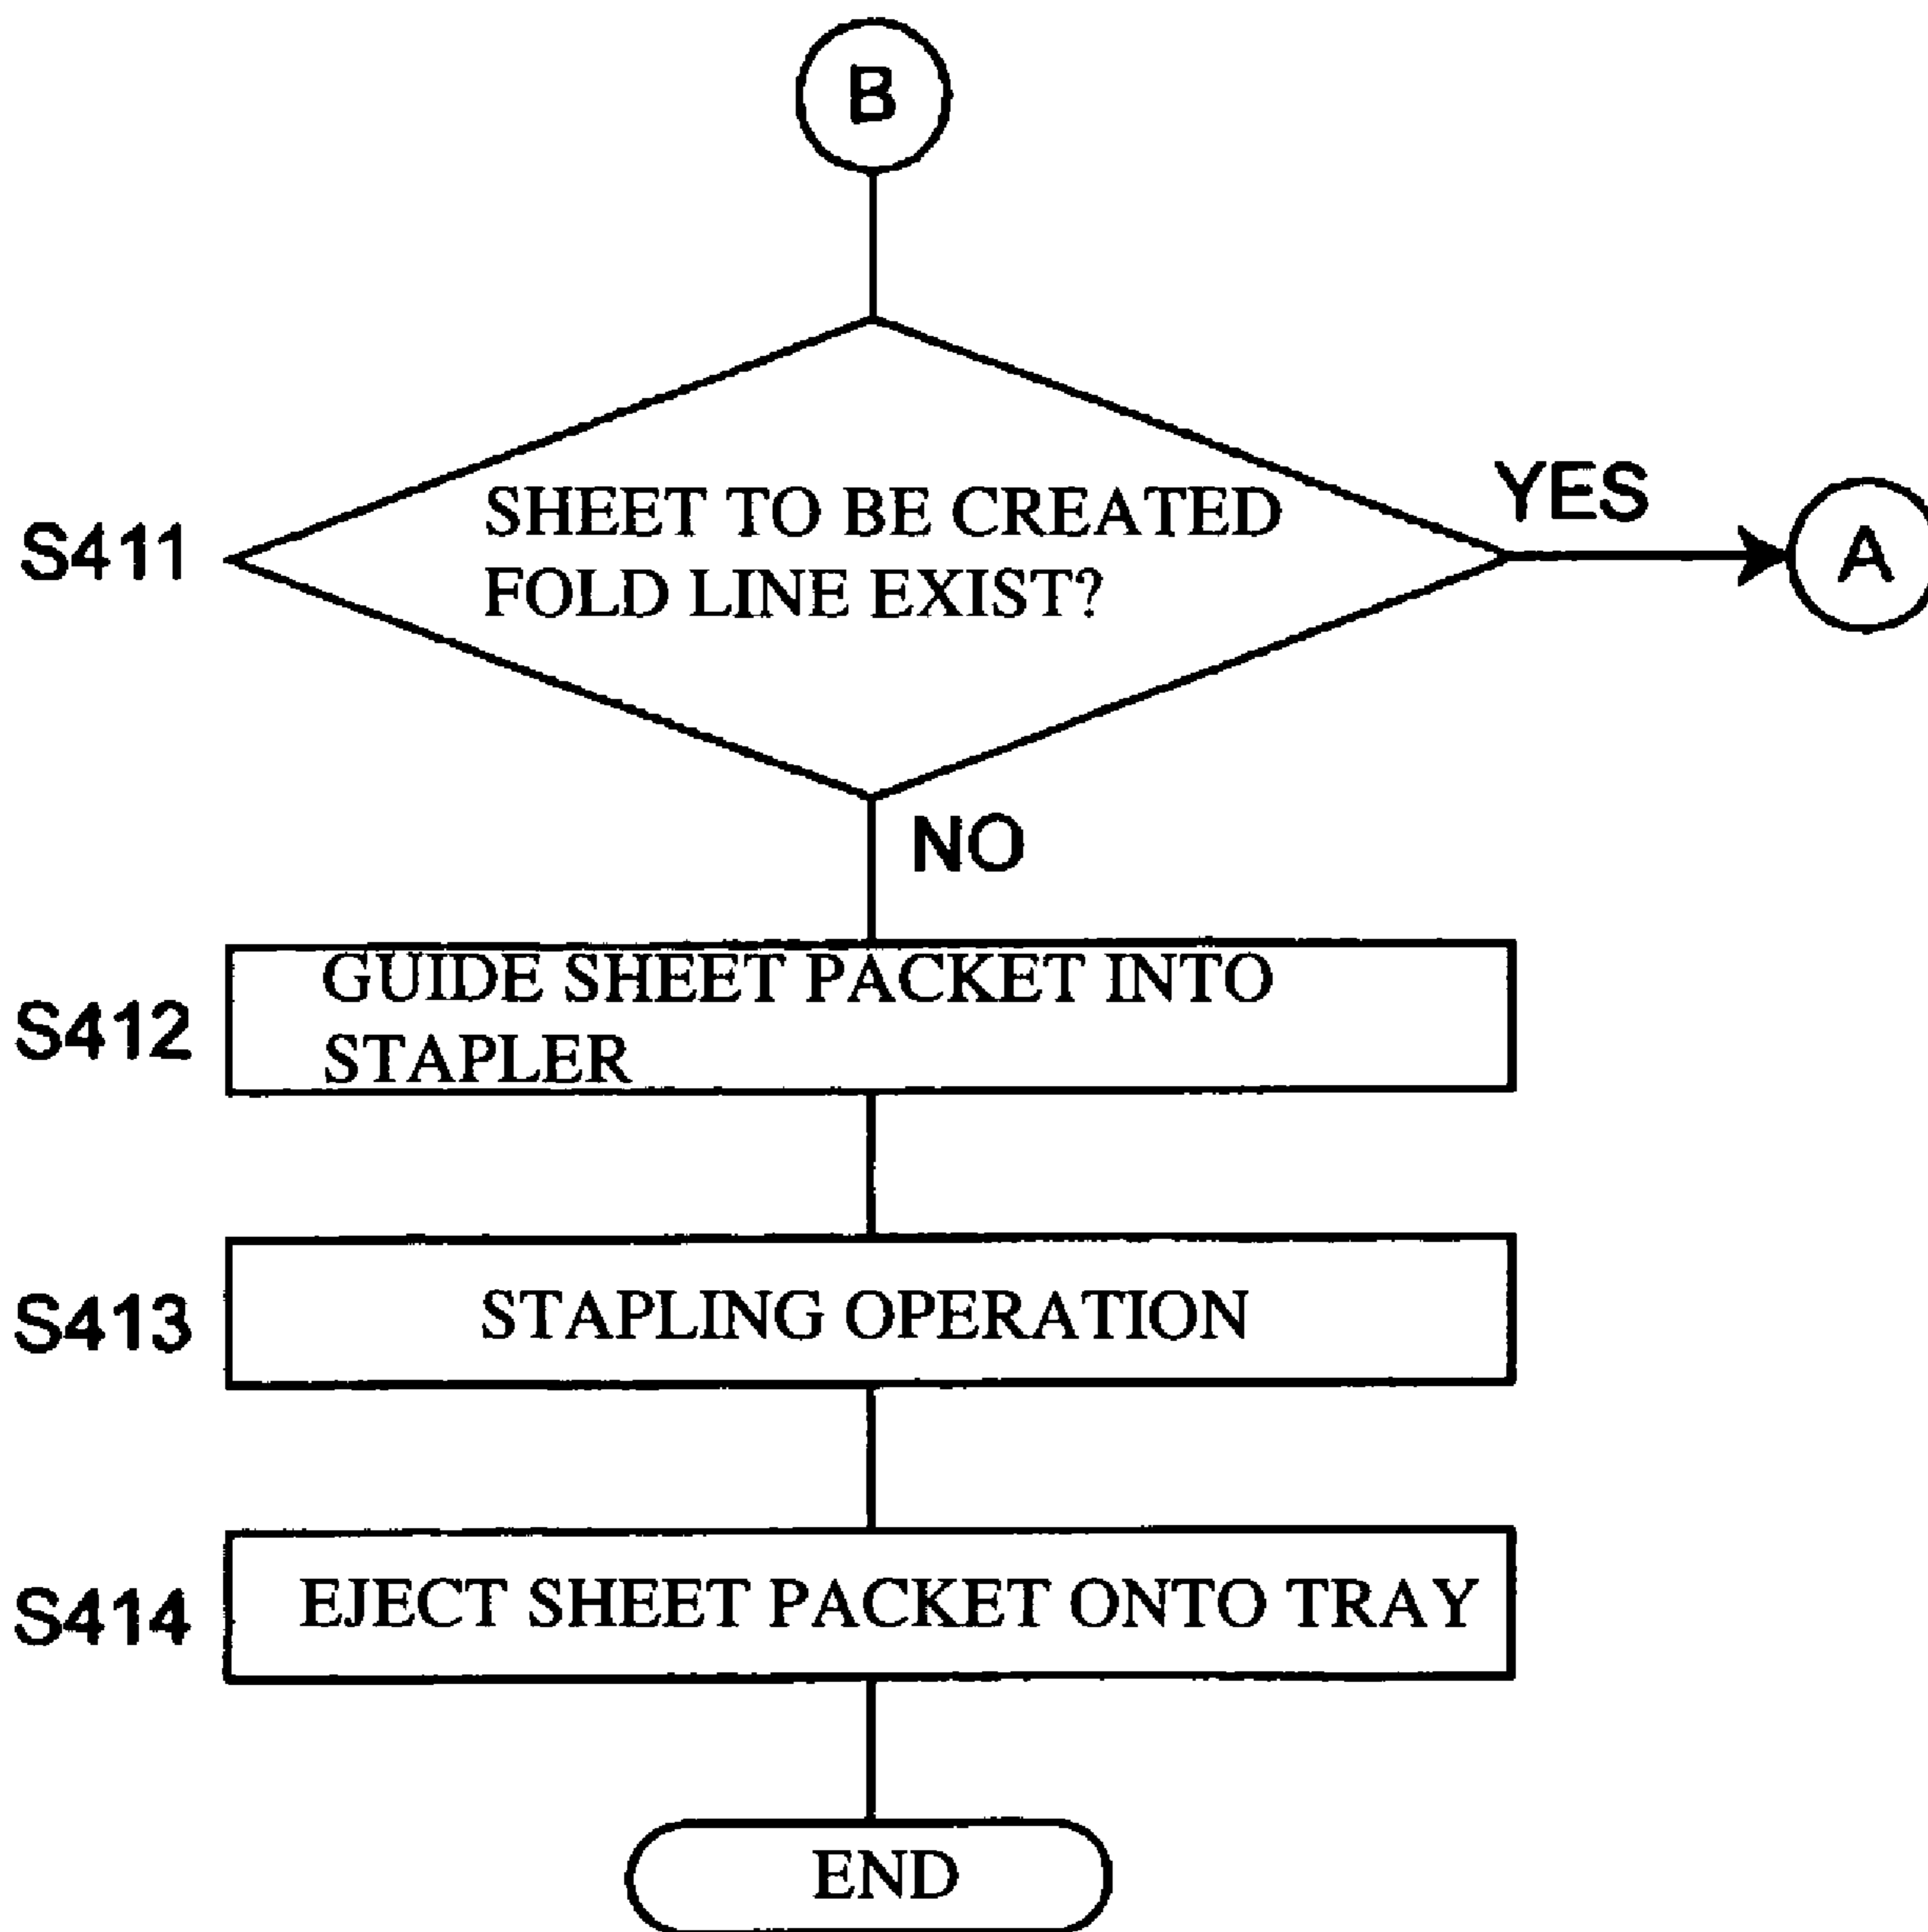 B
S411
SHEET TO BE CREATED
FOLD LINE EXIST?
YES
A
NO
S412
GUIDE SHEET PACKET INTO
STAPLER
S413
STAPLING OPERATION
S414
EJECT SHEET PACKET ONTO TRAY
END